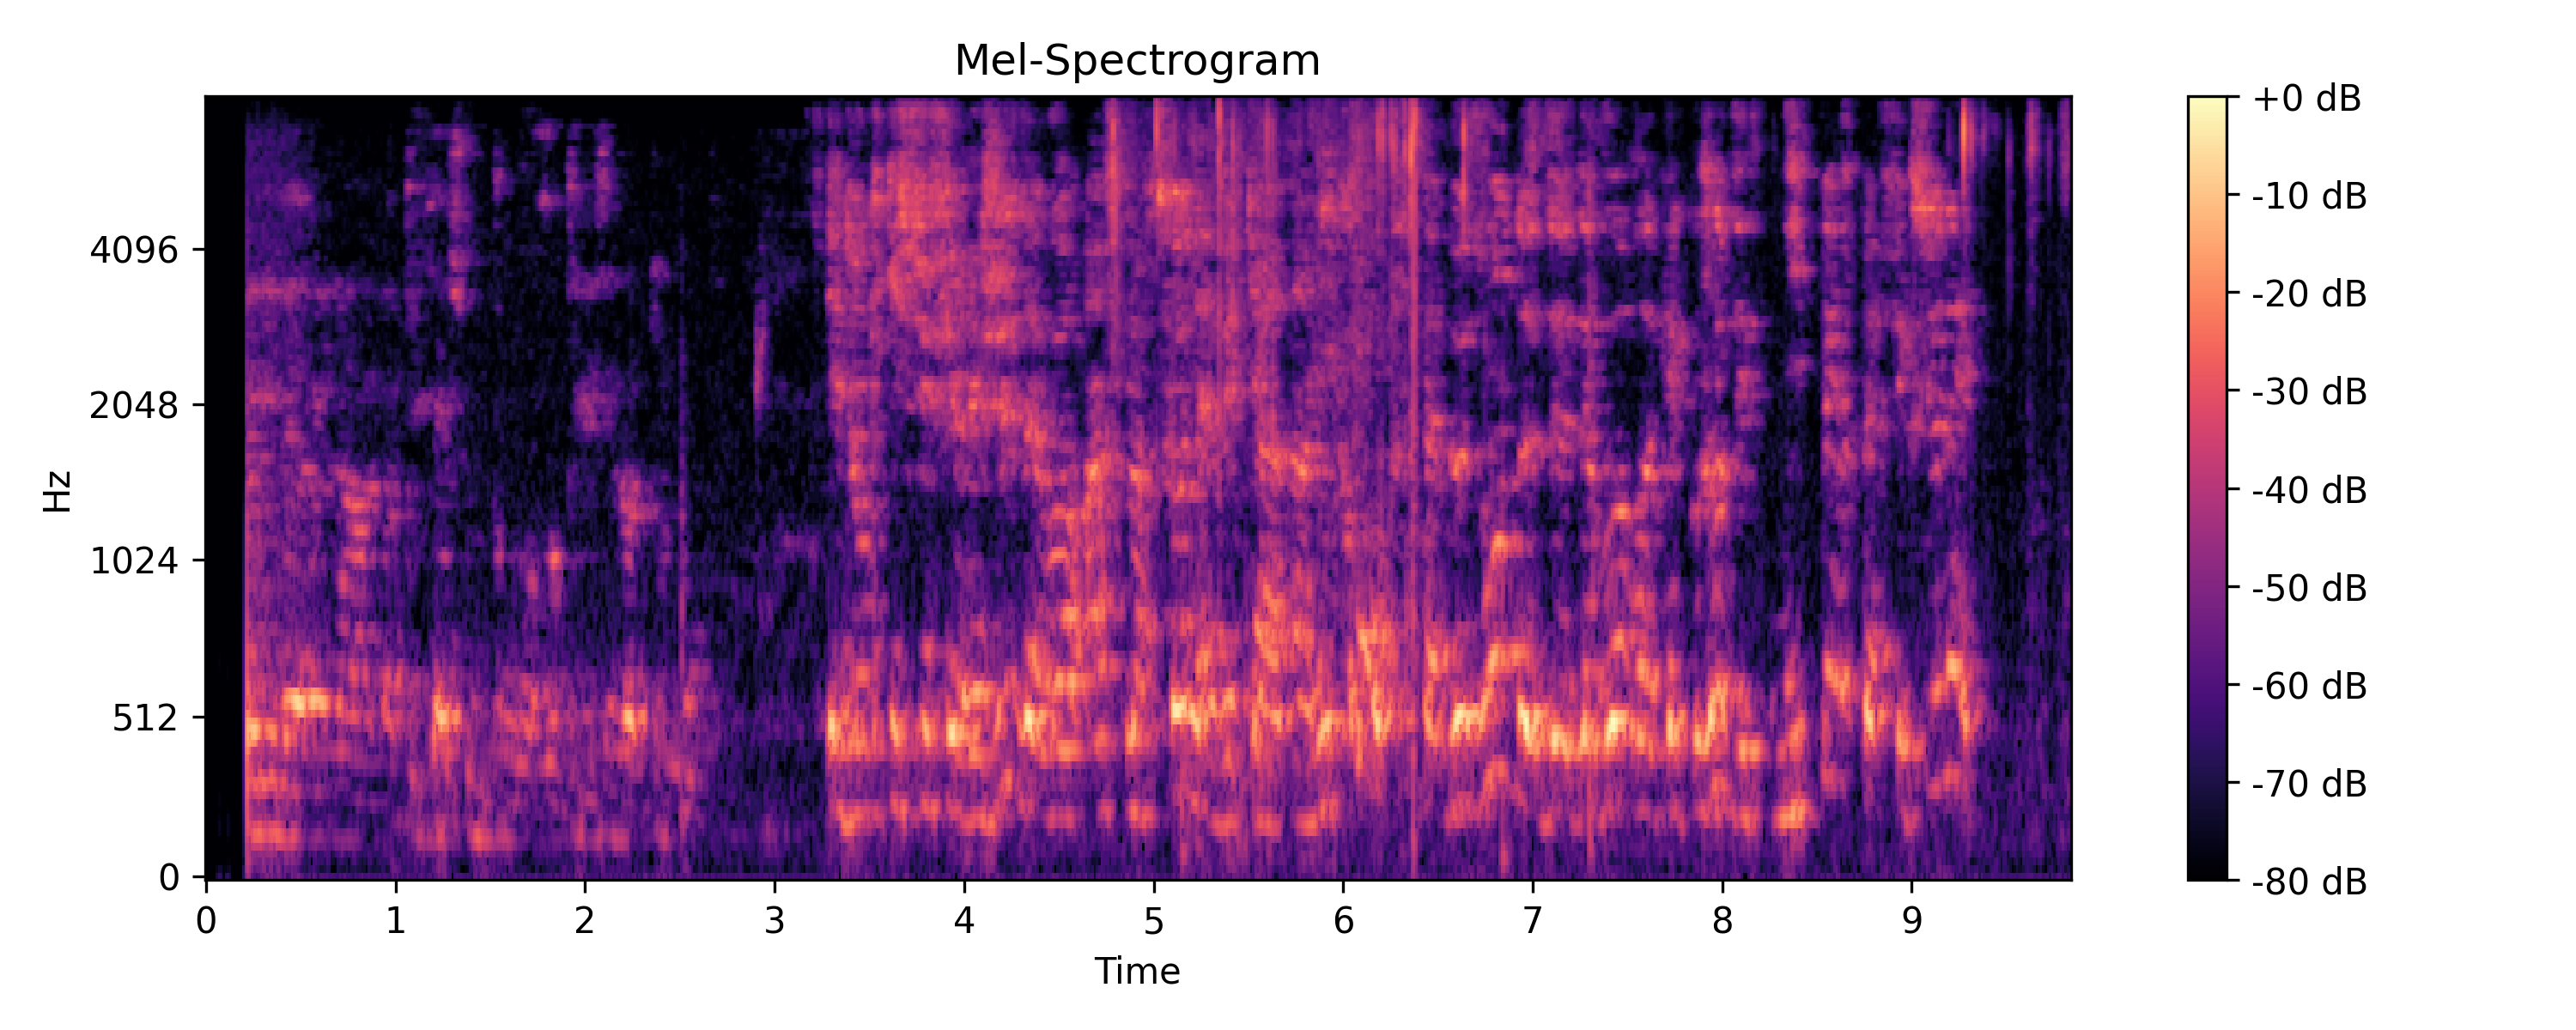 Mel-Spectrogram
+0 dB
-10 dB
-20 dB
-30 dB
-40 dB
-50 dB
-60 dB
-70 dB
-80 dB
4096
2048
1024
512
0
Hz
0 1 2 3 4 5 6 7 8 9
Time